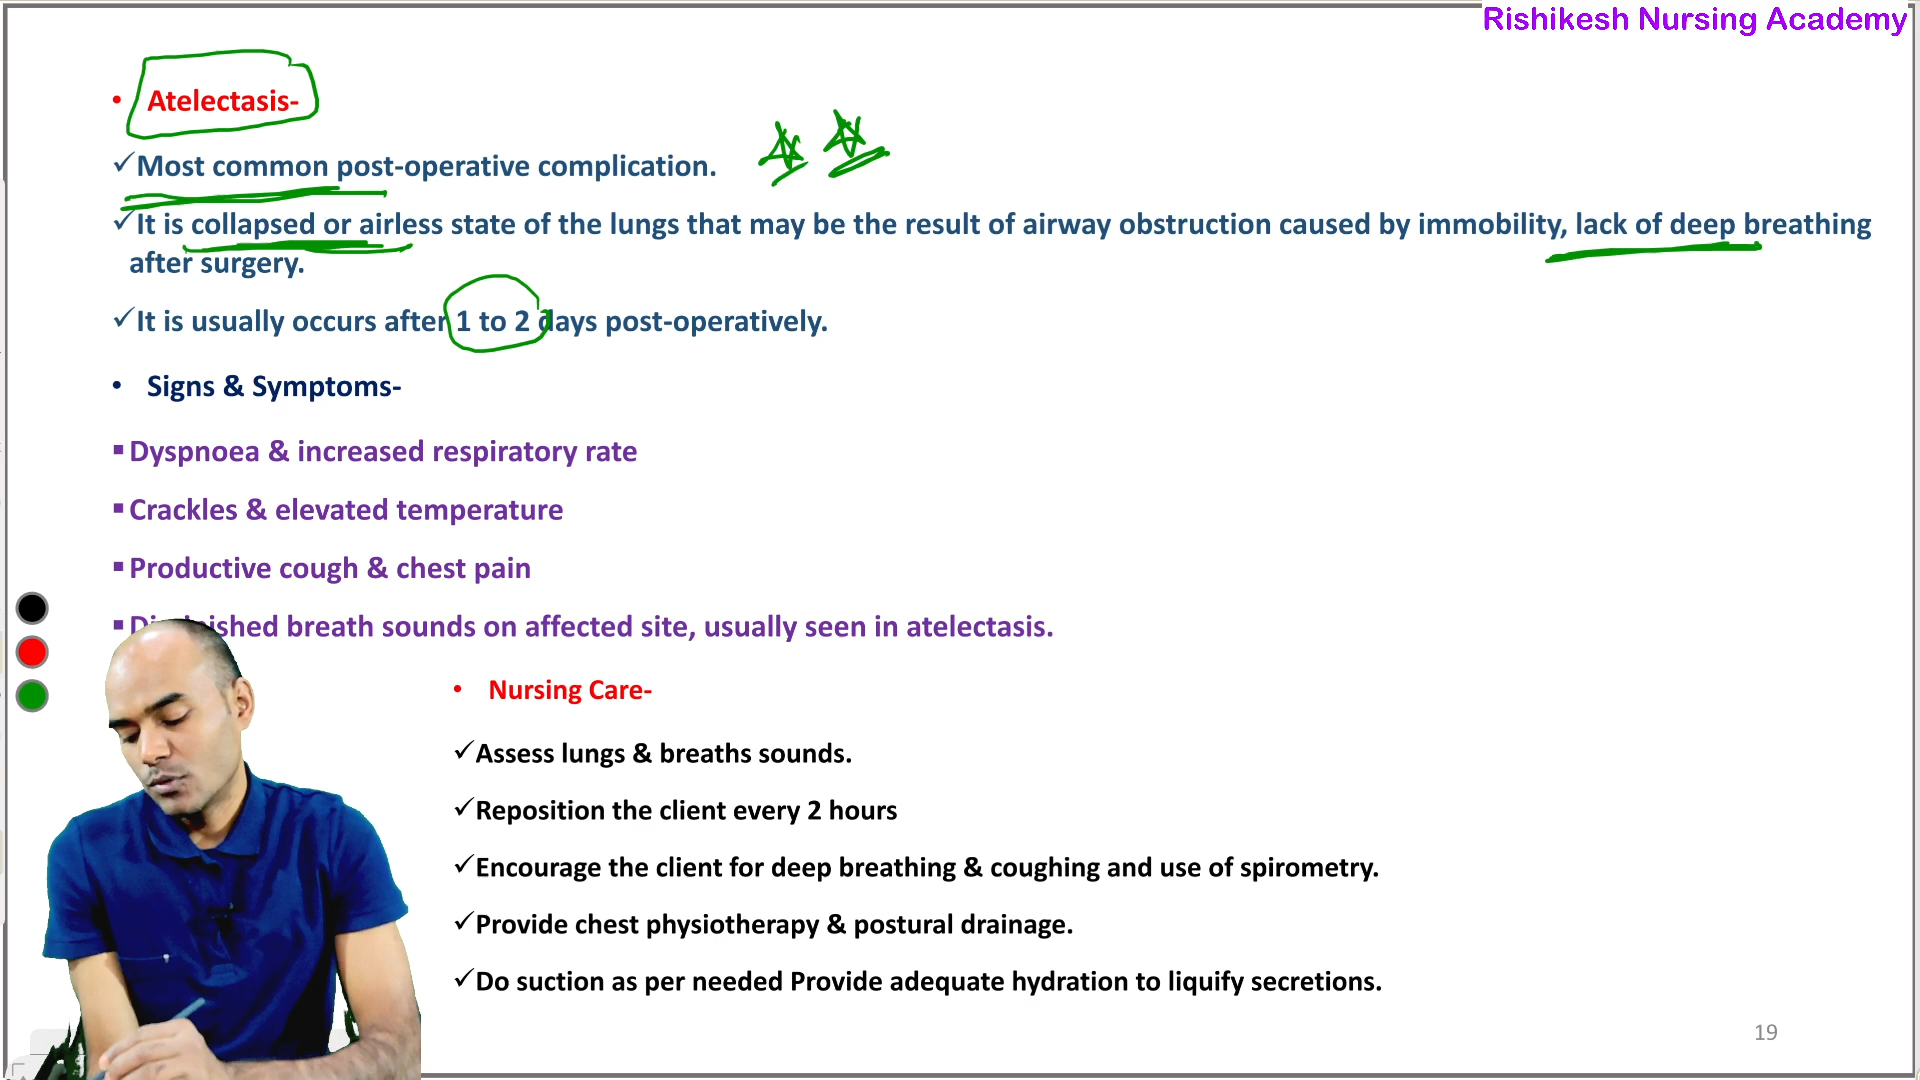 Rishikesh Nursing Academy
• Atelectasis-
✓Most common post-operative complication.
✓It is collapsed or airless state of the lungs that may be the result of airway obstruction caused by immobility, lack of deep breathing
after surgery.
✓It is usually occurs after 1 to 2 days post-operatively.
• Signs & Symptoms-
▪Dyspnoea & increased respiratory rate
▪Crackles & elevated temperature
▪Productive cough & chest pain
▪Diminished breath sounds on affected site, usually seen in atelectasis.
• Nursing Care-
✓Assess lungs & breaths sounds.
✓Reposition the client every 2 hours
✓Encourage the client for deep breathing & coughing and use of spirometry.
✓Provide chest physiotherapy & postural drainage.
✓Do suction as per needed Provide adequate hydration to liquify secretions.
19